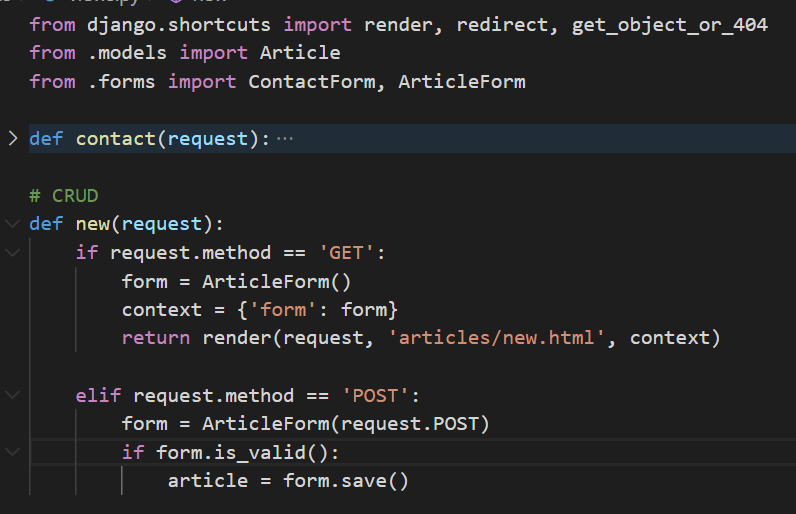 from django.shortcuts import render, redirect, get_object_or_404
from .models import Article
from .forms import ContactForm, ArticleForm
def contact(request): ···
# CRUD
def new(request):
if request.method == 'GET':
form = ArticleForm()
context = {'form': form}
return render(request, 'articles/new.html', context)
elif request.method == 'POST':
form = ArticleForm(request.POST)
if form.is_valid():
article = form.save()